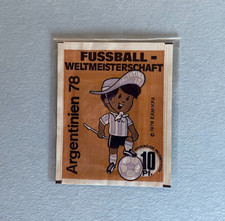 FUSSBALL-
WELTMEISTERSCHAFT
Argentinien 78
10
Pf.